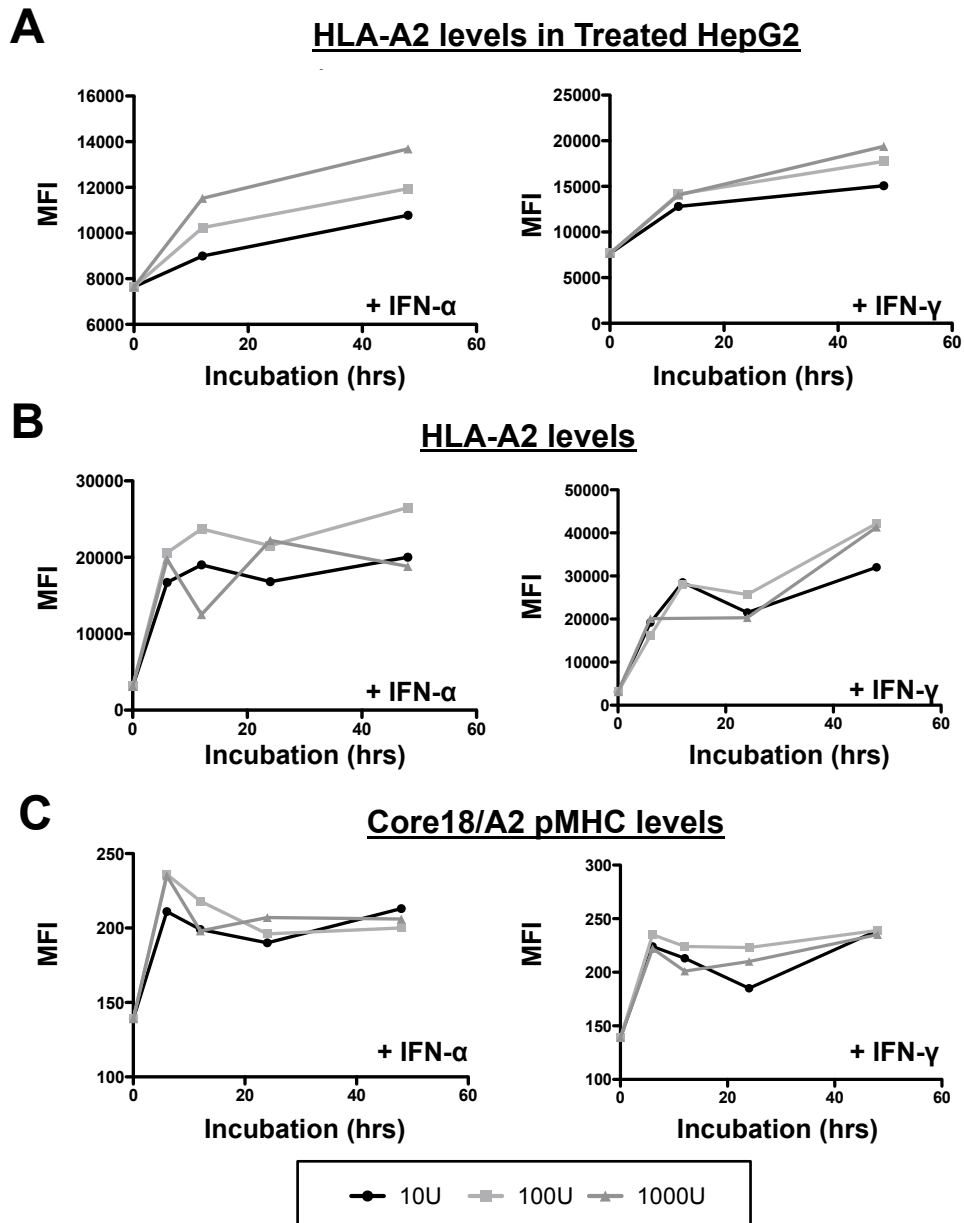 A
HLA-A2 levels in Treated HepG2
16000
14000
12000
10000
8000
6000
MFI
0 20 40 60
+ IFN-α
Incubation (hrs)
25000
20000
15000
10000
5000
0
MFI
0 20 40 60
+ IFN-γ
Incubation (hrs)
B
HLA-A2 levels
30000
20000
10000
0
MFI
0 20 40 60
+ IFN-α
Incubation (hrs)
50000
40000
30000
20000
10000
0
MFI
0 20 40 60
+ IFN-γ
Incubation (hrs)
C
Core18/A2 pMHC levels
250
200
150
100
MFI
0 20 40 60
+ IFN-α
Incubation (hrs)
300
250
200
150
100
MFI
0 20 40 60
+ IFN-γ
Incubation (hrs)
10U 100U 1000U